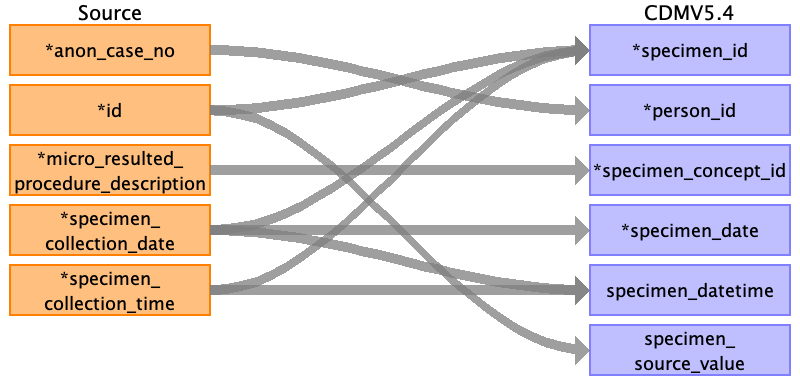 Source
CDMV5.4
*anon_case_no
*specimen_id
*id
*person_id
*micro_resulted_
procedure_description
*specimen_concept_id
*specimen_
collection_date
*specimen_date
*specimen_
collection_time
specimen_datetime
specimen_
source_value